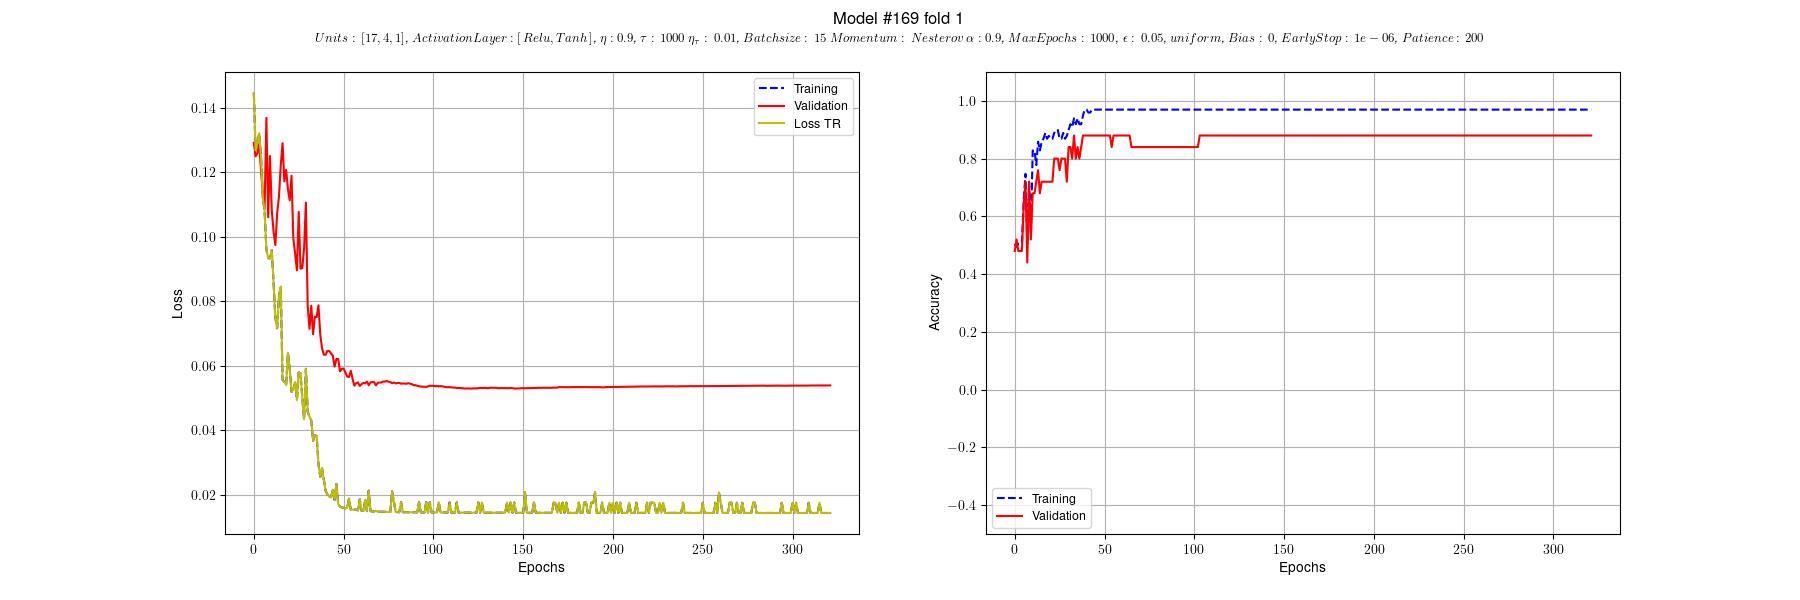 Model #169 fold 1
Units : [17, 4, 1], ActivationLayer : [ Relu, Tanh ], η : 0.9, τ : 1000 η_τ : 0.01, Batchsize : 15 Momentum : Nesterov α : 0.9, MaxEpochs : 1000, ϵ : 0.05, uniform, Bias : 0, EarlyStop : 1e − 06, Patience : 200
Loss
0.14
0.12
0.10
0.08
0.06
0.04
0.02
Training
Validation
Loss TR
0 50 100 150 200 250 300
Epochs
Accuracy
1.0
0.8
0.6
0.4
0.2
0.0
−0.2
−0.4
Training
Validation
0 50 100 150 200 250 300
Epochs